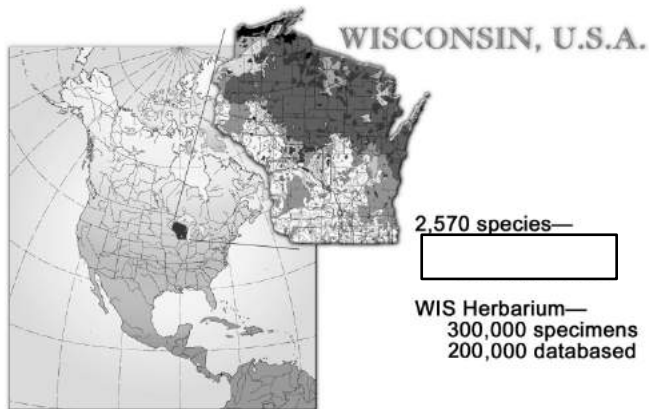 WISCONSIN, U.S.A.
2,570 species—
WIS Herbarium—
300,000 specimens
200,000 databased